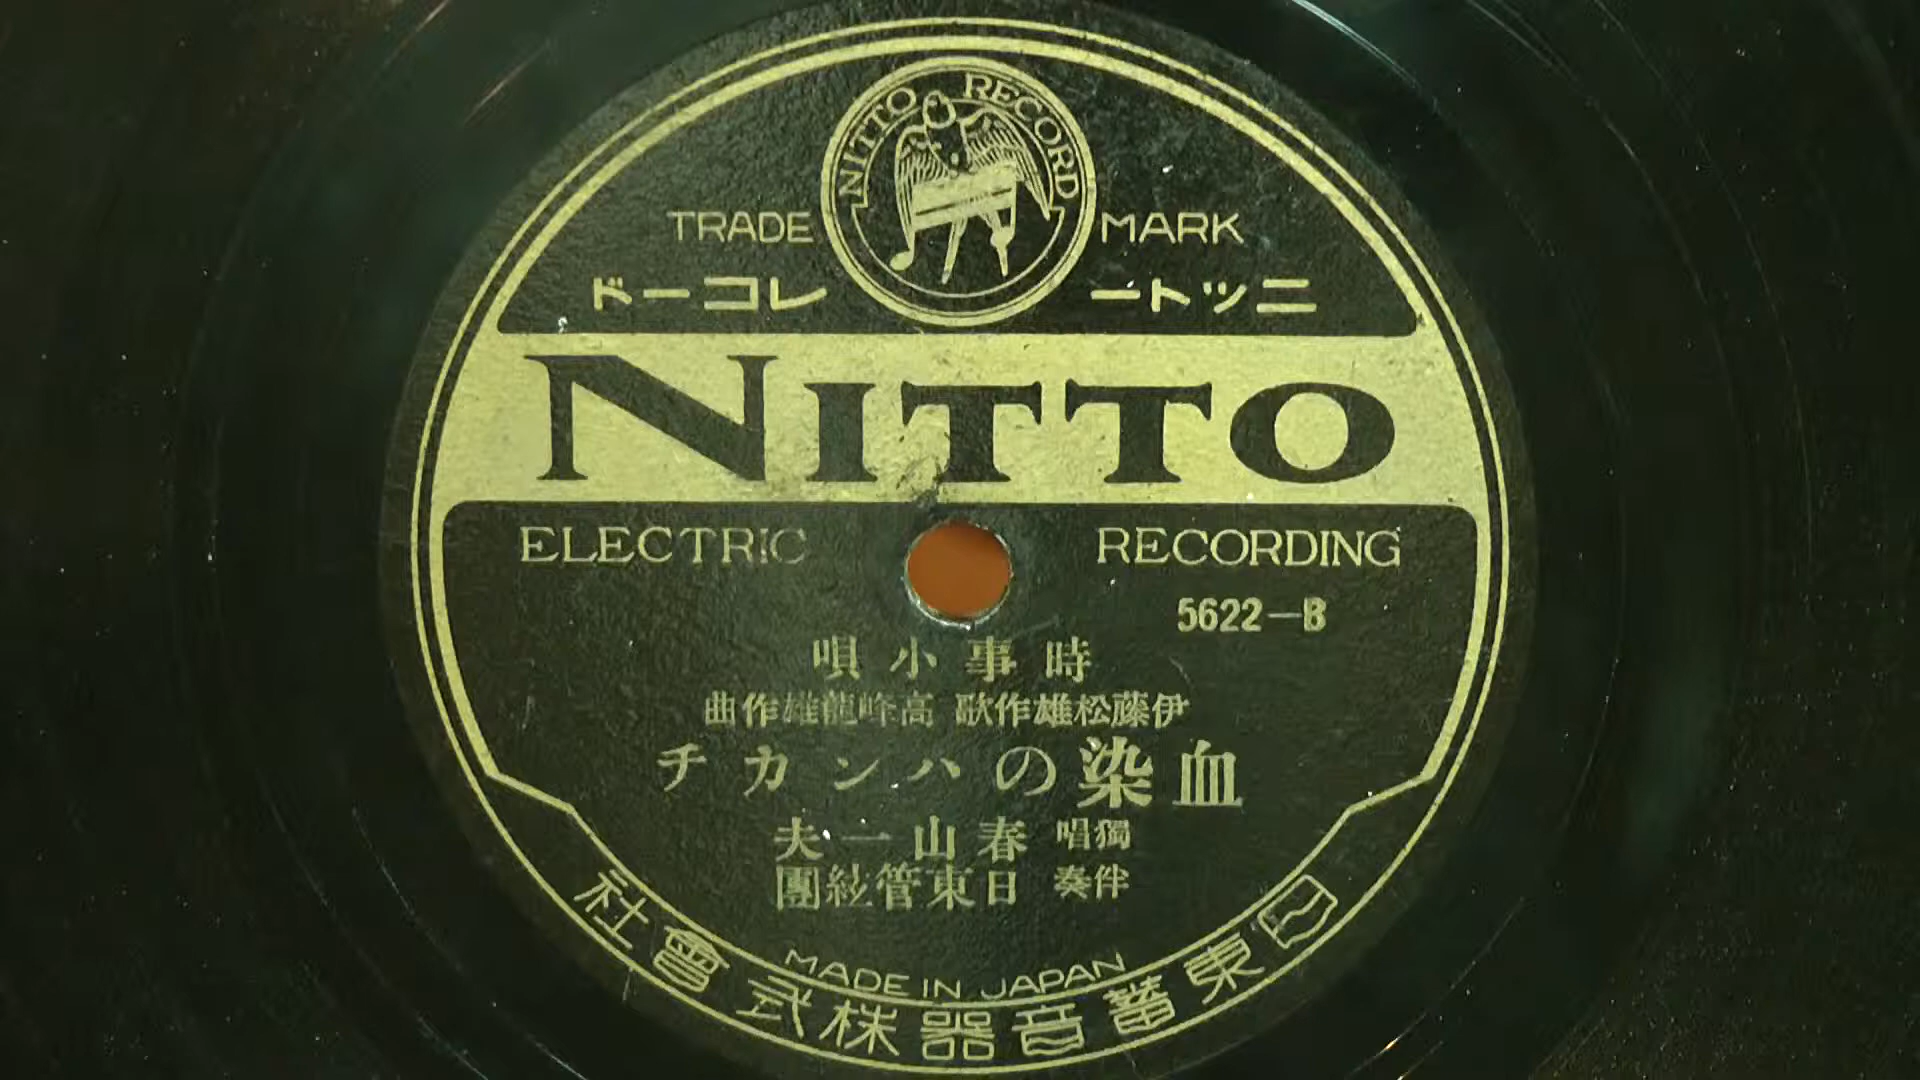 NITTO RECORD
TRADE MARK
ニットーレコード
NITTO
ELECTRIC RECORDING
5622-B
時事小唄
伊藤松雄作歌 高峰龍雄作曲
血染のハンカチ
獨唱 春山一夫
伴奏 日東管絃團
MADE IN JAPAN
日東蓄音器株式會社